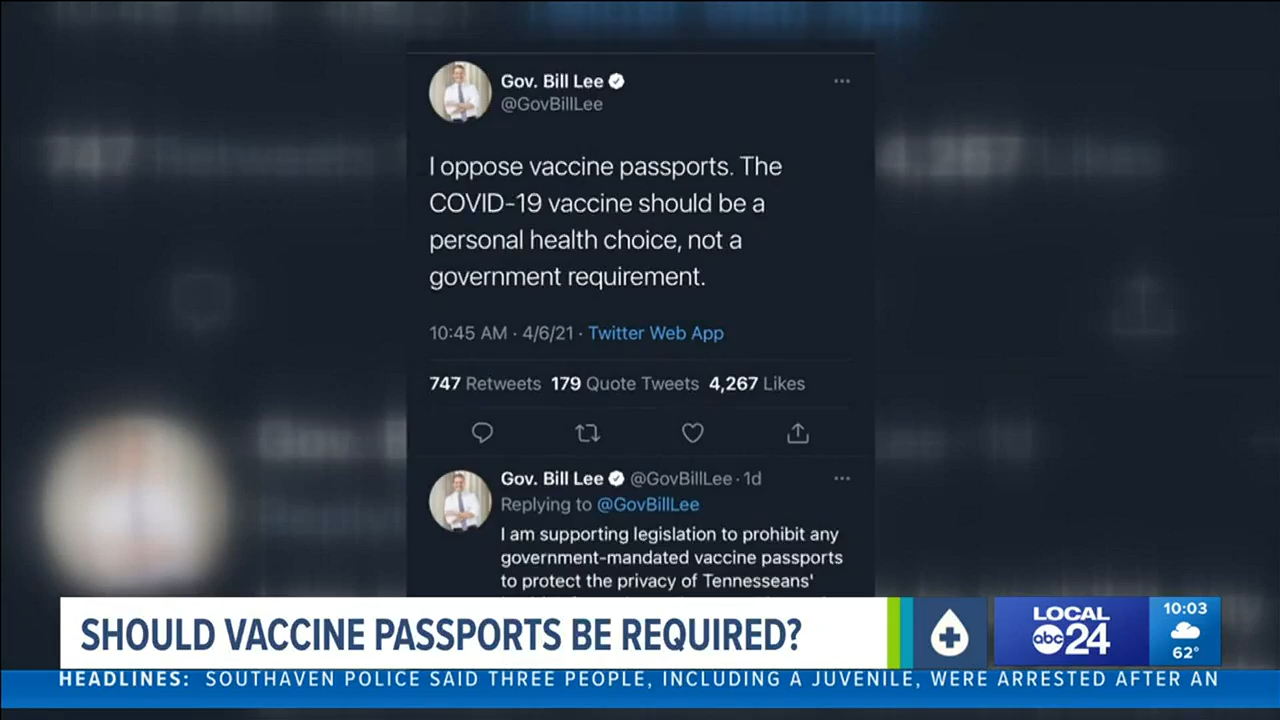 Gov. Bill Lee
@GovBillLee
I oppose vaccine passports. The
COVID-19 vaccine should be a
personal health choice, not a
government requirement.
10:45 AM · 4/6/21 · Twitter Web App
747 Retweets 179 Quote Tweets 4,267 Likes
Gov. Bill Lee @GovBillLee · 1d
Replying to @GovBillLee
I am supporting legislation to prohibit any
government-mandated vaccine passports
to protect the privacy of Tennesseans'
SHOULD VACCINE PASSPORTS BE REQUIRED?
LOCAL
abc 24
10:03
62°
HEADLINES: SOUTHAVEN POLICE SAID THREE PEOPLE, INCLUDING A JUVENILE, WERE ARRESTED AFTER AN